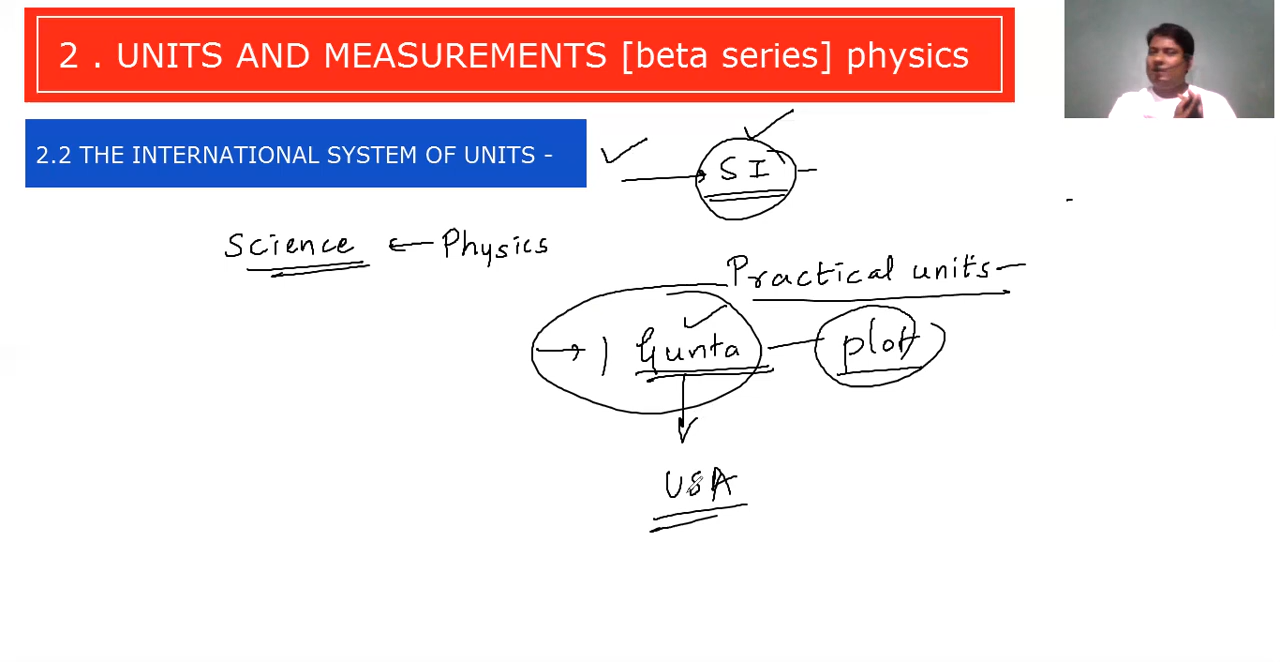 2 . UNITS AND MEASUREMENTS [beta series] physics
2.2 THE INTERNATIONAL SYSTEM OF UNITS -
SI
Science ← Physics
Practical units-
→ 1 Gunta - plot
USA